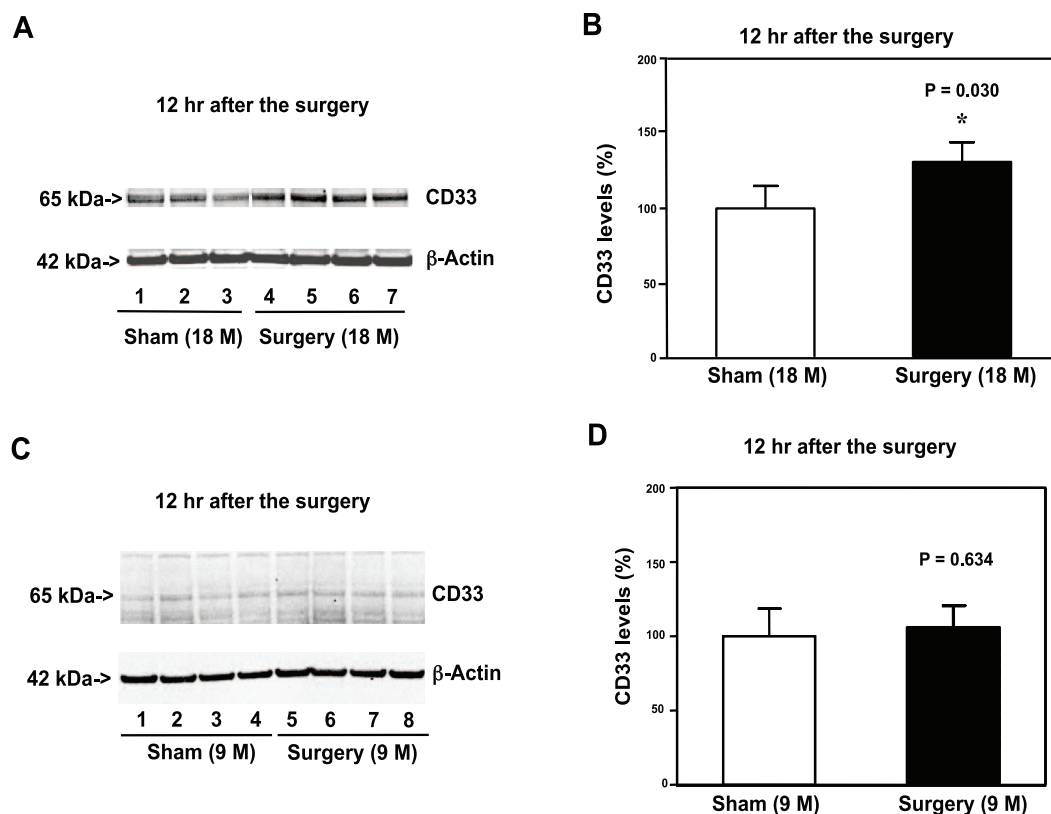 A
12 hr after the surgery
65 kDa-> CD33
42 kDa-> β-Actin
1 2 3 4 5 6 7
Sham (18 M) Surgery (18 M)
B
12 hr after the surgery
200
150
100
50
0
CD33 levels (%)
P = 0.030
*
Sham (18 M) Surgery (18 M)
C
12 hr after the surgery
65 kDa-> CD33
42 kDa-> β-Actin
1 2 3 4 5 6 7 8
Sham (9 M) Surgery (9 M)
D
12 hr after the surgery
200
150
100
50
0
CD33 levels (%)
P = 0.634
Sham (9 M) Surgery (9 M)